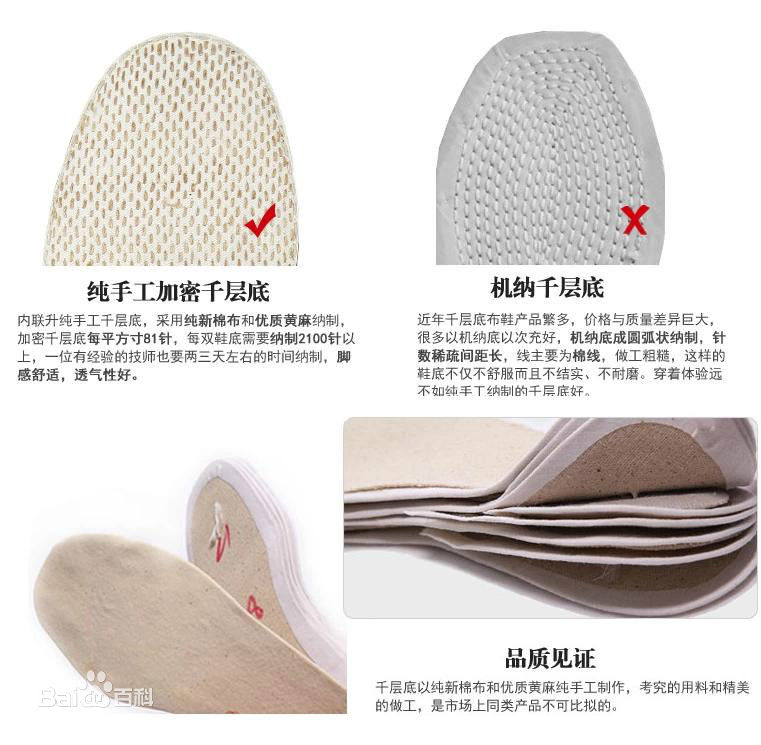 纯手工加密千层底
内联升纯手工千层底，采用纯新棉布和优质黄麻纳制，
加密千层底每平方寸81针，每双鞋底需要纳制2100针以
上，一位有经验的技师也要两三天左右的时间纳制，脚
感舒适，透气性好。
机纳千层底
近年千层底布鞋产品繁多，价格与质量差异巨大，
很多以机纳底以次充好，机纳底成圆弧状纳制，针
数稀疏间距长，线主要为棉线，做工粗糙，这样的
鞋底不仅不舒服而且不结实、不耐磨。穿着体验远
不如纯手工纳制的千层底好。
品质见证
千层底以纯新棉布和优质黄麻纯手工制作，考究的用料和精美
的做工，是市场上同类产品不可比拟的。
Baidu百科